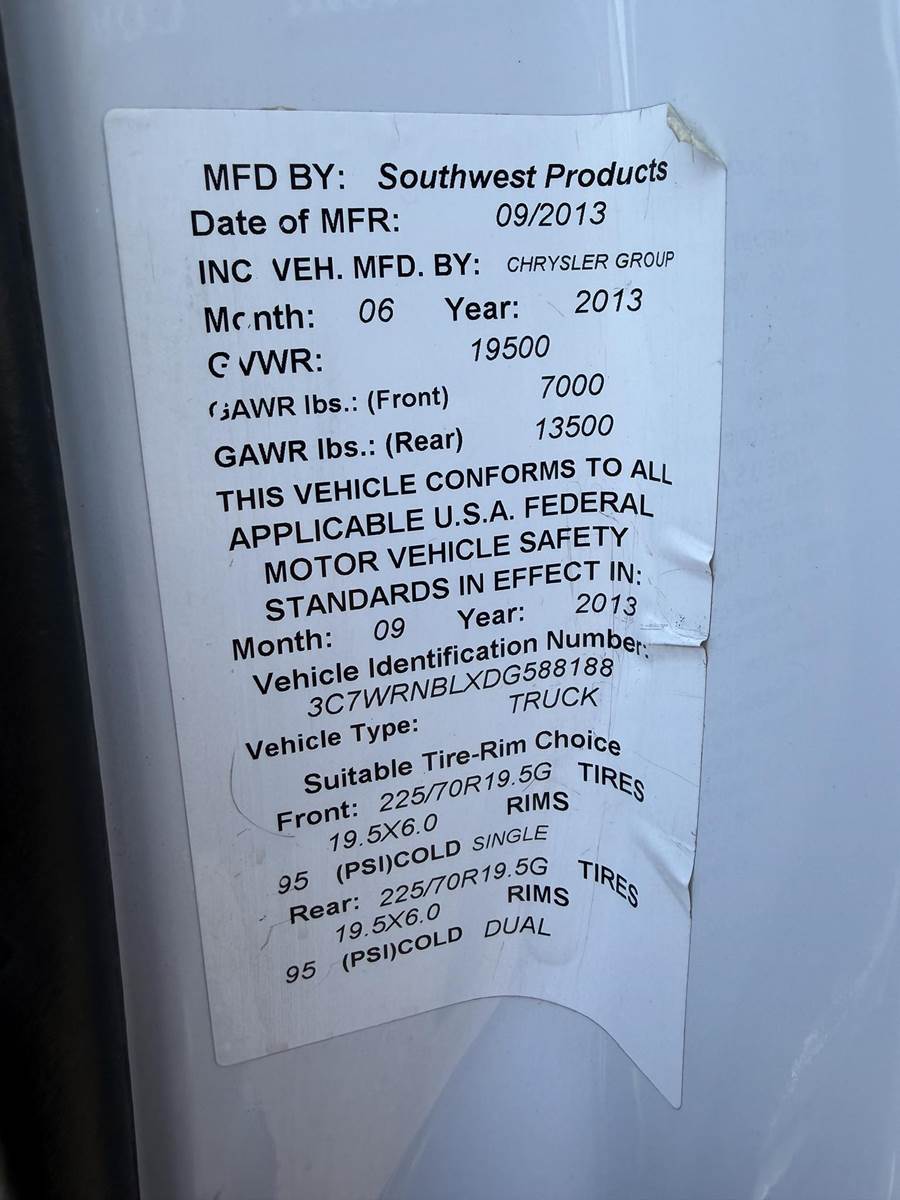 MFD BY: Southwest Products
Date of MFR: 09/2013
INC VEH. MFD. BY: CHRYSLER GROUP
Month: 06 Year: 2013
GVWR: 19500
GAWR lbs.: (Front) 7000
GAWR lbs.: (Rear) 13500
THIS VEHICLE CONFORMS TO ALL
APPLICABLE U.S.A. FEDERAL
MOTOR VEHICLE SAFETY
STANDARDS IN EFFECT IN:
Month: 09 Year: 2013
Vehicle Identification Number:
3C7WRNBLXDG588188
Vehicle Type: TRUCK
Suitable Tire-Rim Choice
Front: 225/70R19.5G TIRES
19.5X6.0 RIMS
95 (PSI)COLD SINGLE
Rear: 225/70R19.5G TIRES
19.5X6.0 RIMS
95 (PSI)COLD DUAL